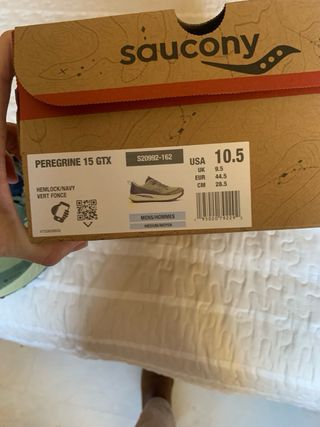 saucony
PEREGRINE 15 GTX
S20992-162
USA 10.5
UK 9.5
EUR 44.5
CM 28.5
HEMLOCK/NAVY
VERT FONCE
MENS/HOMMES
MEDIUM/MOYEN